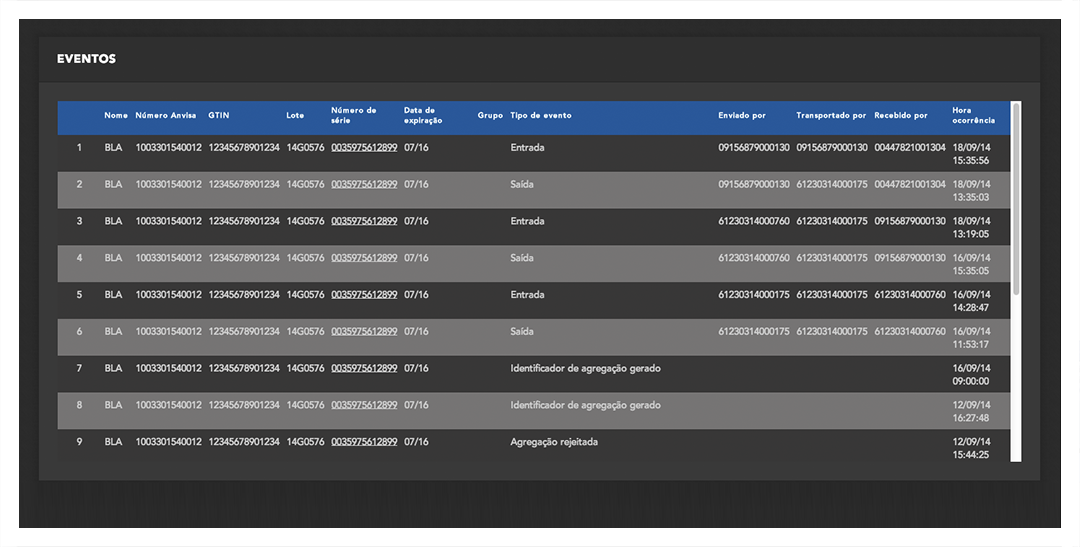 EVENTOS
Nome Número Anvisa GTIN Lote Número de série Data de expiração Grupo Tipo de evento Enviado por Transportado por Recebido por Hora ocorrência
1 BLA 1003301540012 12345678901234 14G0576 0035975612899 07/16 Entrada 09156879000130 09156879000130 00447821001304 18/09/14 15:35:56
2 BLA 1003301540012 12345678901234 14G0576 0035975612899 07/16 Saída 09156879000130 61230314000175 00447821001304 18/09/14 13:35:03
3 BLA 1003301540012 12345678901234 14G0576 0035975612899 07/16 Entrada 61230314000760 61230314000175 09156879000130 18/09/14 13:19:05
4 BLA 1003301540012 12345678901234 14G0576 0035975612899 07/16 Saída 61230314000760 61230314000175 09156879000130 16/09/14 15:35:05
5 BLA 1003301540012 12345678901234 14G0576 0035975612899 07/16 Entrada 61230314000175 61230314000175 61230314000760 16/09/14 14:28:47
6 BLA 1003301540012 12345678901234 14G0576 0035975612899 07/16 Saída 61230314000175 61230314000175 61230314000760 16/09/14 11:53:17
7 BLA 1003301540012 12345678901234 14G0576 0035975612899 07/16 Identificador de agregação gerado 16/09/14 09:00:00
8 BLA 1003301540012 12345678901234 14G0576 0035975612899 07/16 Identificador de agregação gerado 12/09/14 16:27:48
9 BLA 1003301540012 12345678901234 14G0576 0035975612899 07/16 Agregação rejeitada 12/09/14 15:44:25